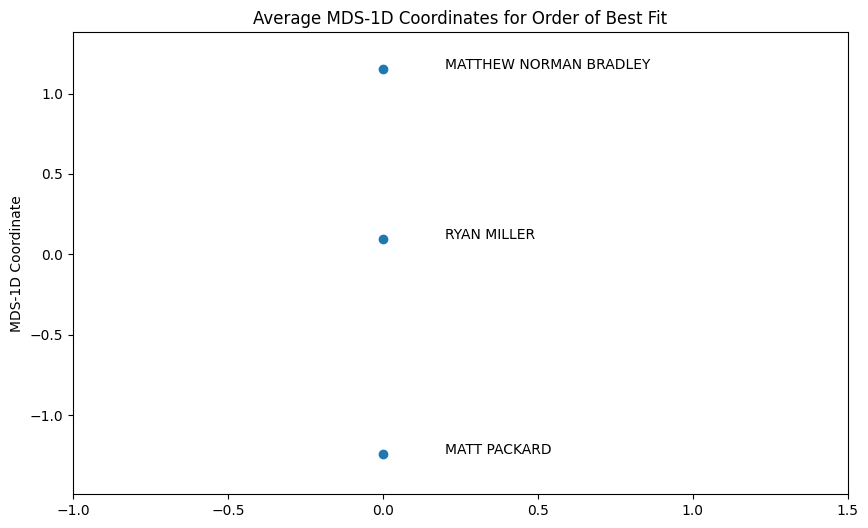 Average MDS-1D Coordinates for Order of Best Fit
MDS-1D Coordinate
1.0
0.5
0.0
−0.5
−1.0
MATTHEW NORMAN BRADLEY
RYAN MILLER
MATT PACKARD
−1.0
−0.5
0.0
0.5
1.0
1.5